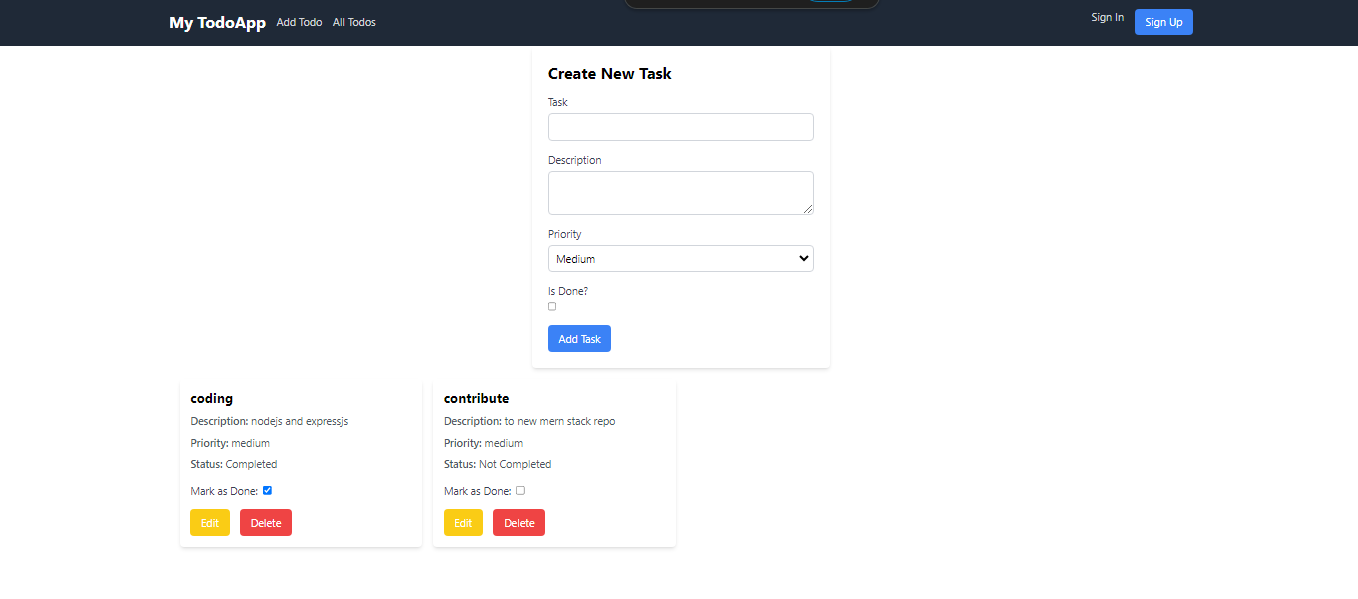 My TodoApp Add Todo All Todos Sign In Sign Up
Create New Task
Task
Description
Priority
Medium
Is Done?
Add Task
coding
Description: nodejs and expressjs
Priority: medium
Status: Completed
Mark as Done:
Edit Delete
contribute
Description: to new mern stack repo
Priority: medium
Status: Not Completed
Mark as Done:
Edit Delete